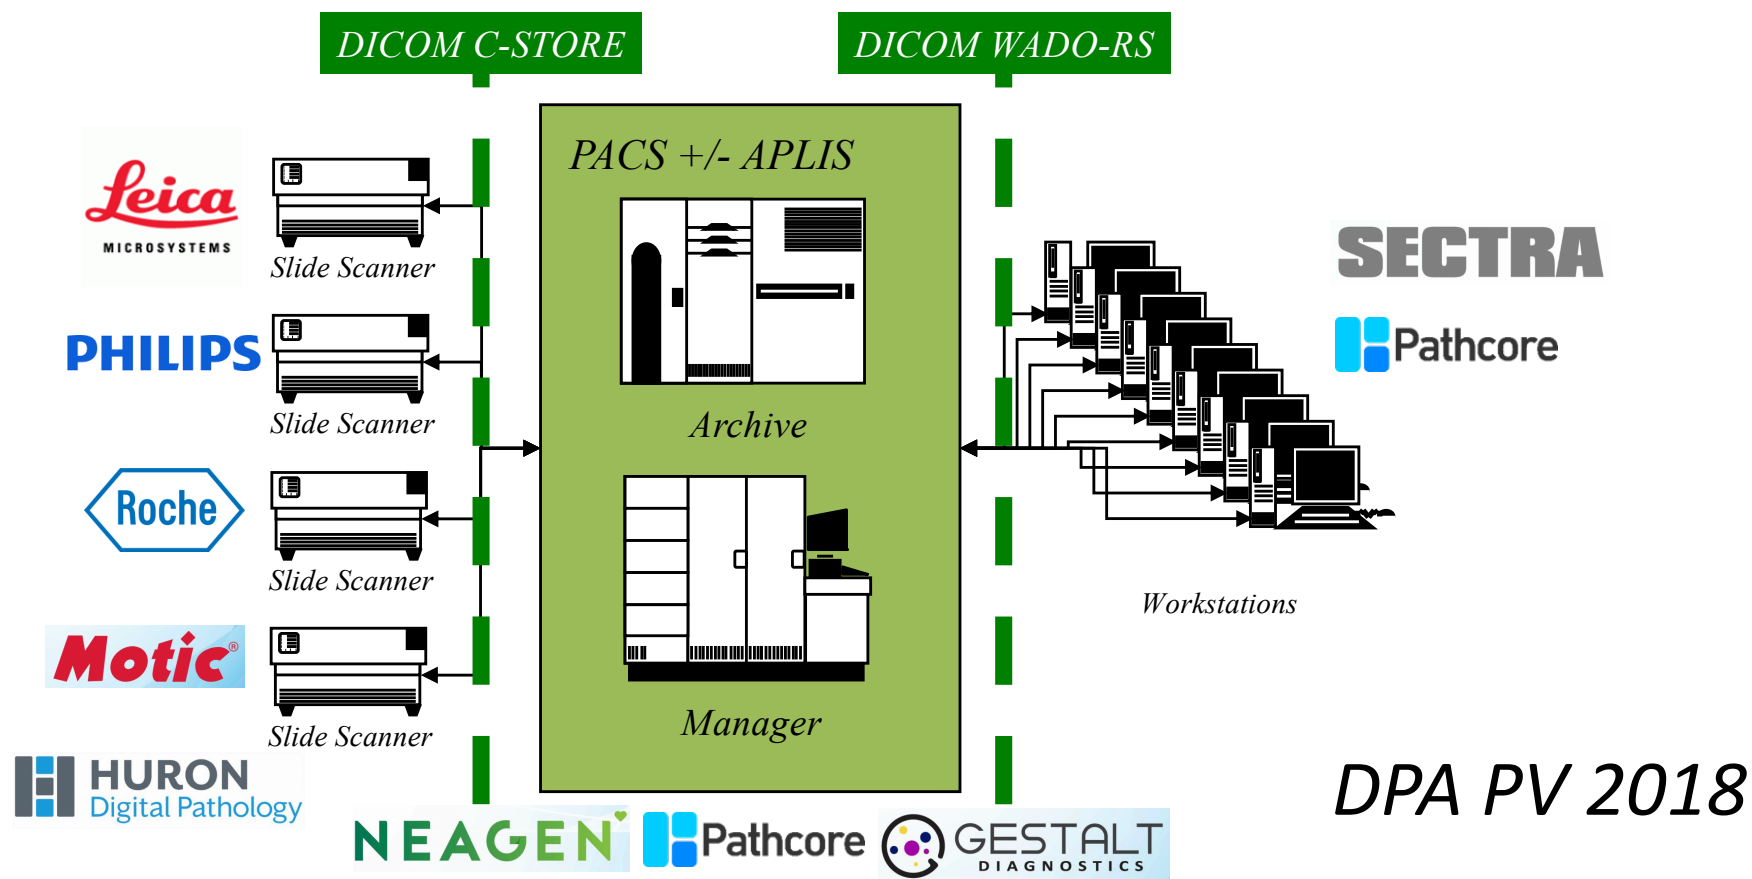 DICOM C-STORE
DICOM WADO-RS
PACS +/- APLIS
Leica
MICROSYSTEMS
Slide Scanner
PHILIPS
Slide Scanner
Roche
Slide Scanner
Motic®
Slide Scanner
HURON
Digital Pathology
Archive
Manager
SECTRA
Pathcore
Workstations
DPA PV 2018
NEAGEN
Pathcore
GESTALT
DIAGNOSTICS